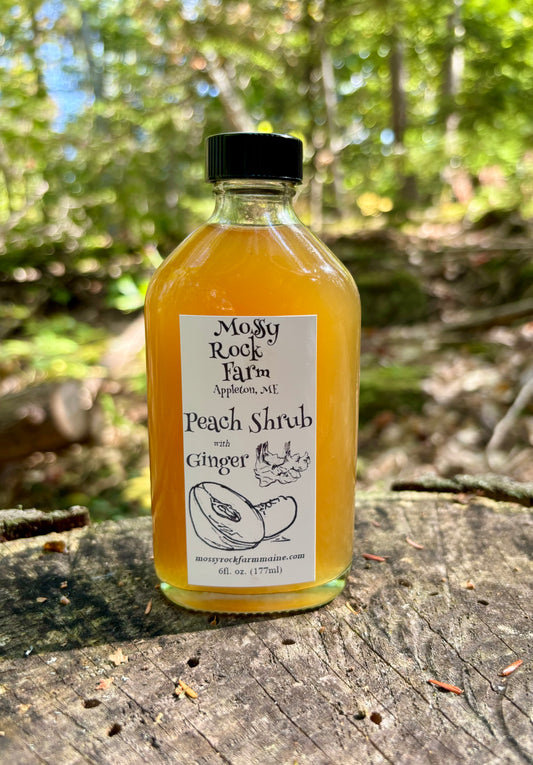 Mossy
Rock
Farm
Appleton, ME
Peach Shrub
with
Ginger
mossyrockfarmmaine.com
6fl. oz. (177ml)